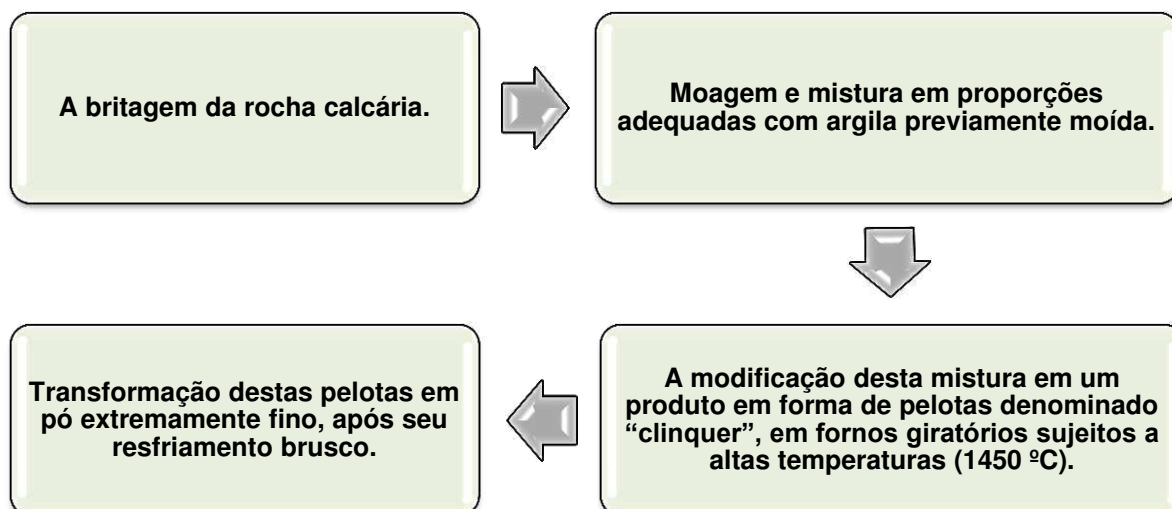 A britagem da rocha calcária.
Moagem e mistura em proporções
adequadas com argila previamente moída.
A modificação desta mistura em um
produto em forma de pelotas denominado
“clinquer”, em fornos giratórios sujeitos a
altas temperaturas (1450 ºC).
Transformação destas pelotas em
pó extremamente fino, após seu
resfriamento brusco.